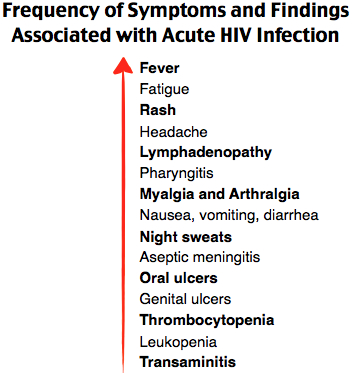 Frequency of Symptoms and Findings
Associated with Acute HIV Infection
Fever
Fatigue
Rash
Headache
Lymphadenopathy
Pharyngitis
Myalgia and Arthralgia
Nausea, vomiting, diarrhea
Night sweats
Aseptic meningitis
Oral ulcers
Genital ulcers
Thrombocytopenia
Leukopenia
Transaminitis